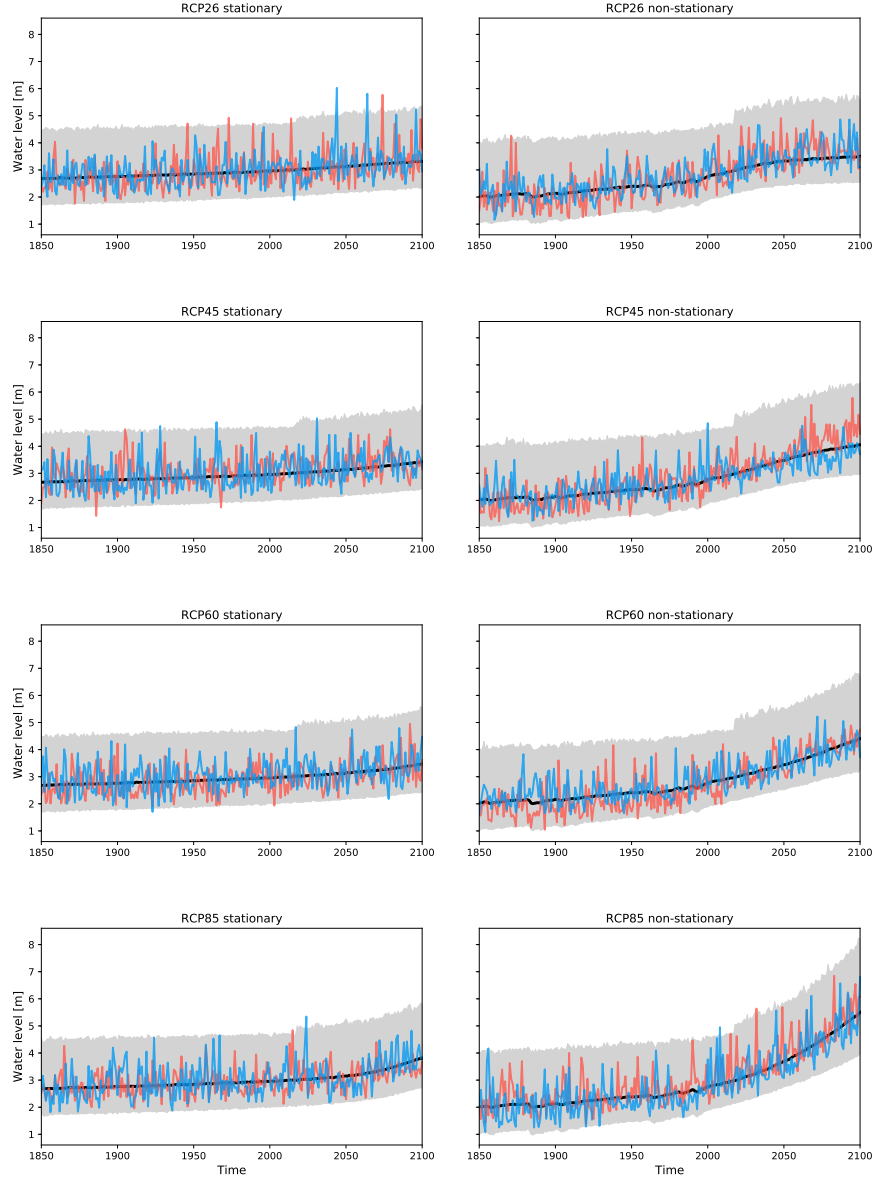 RCP26 stationary
RCP26 non-stationary
Water level [m]
8
7
6
5
4
3
2
1
1850 1900 1950 2000 2050 2100
1850 1900 1950 2000 2050 2100
RCP45 stationary
RCP45 non-stationary
Water level [m]
8
7
6
5
4
3
2
1
1850 1900 1950 2000 2050 2100
1850 1900 1950 2000 2050 2100
RCP60 stationary
RCP60 non-stationary
Water level [m]
8
7
6
5
4
3
2
1
1850 1900 1950 2000 2050 2100
1850 1900 1950 2000 2050 2100
RCP85 stationary
RCP85 non-stationary
Water level [m]
8
7
6
5
4
3
2
1
1850 1900 1950 2000 2050 2100
1850 1900 1950 2000 2050 2100
Time
Time